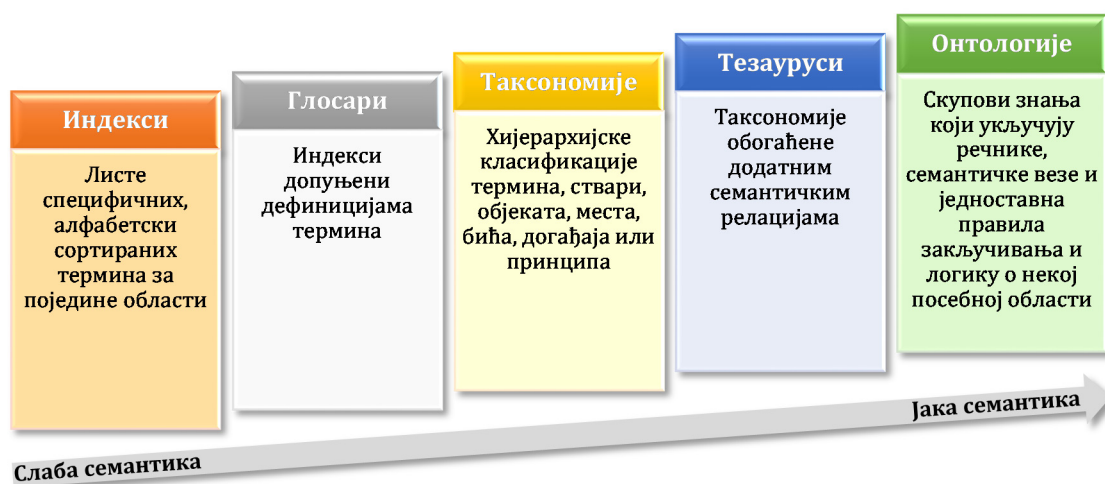 Индекси
Листе
специфичних,
алфабетски
сортираних
термина за
поједине области
Глосари
Индекси
допуњени
дефиницијама
термина
Таксономије
Хијерархијске
класификације
термина, ствари,
објеката, места,
бића, догађаја или
принципа
Тезауруси
Таксономије
обогаћене
додатним
семантичким
релацијама
Онтологије
Скупови знања
који укључују
речнике,
семантичке везе и
једноставна
правила
закључивања и
логику о некој
посебној области
Слаба семантика
Јака семантика